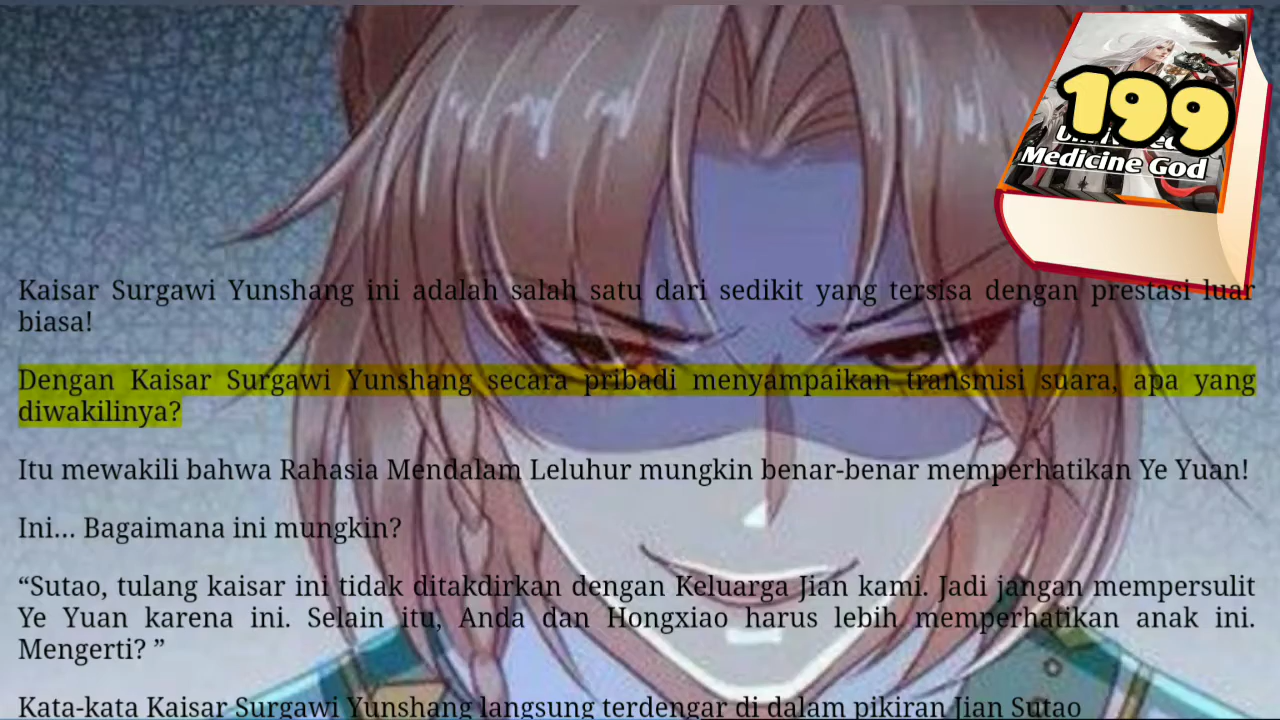 199
Medicine God
Kaisar Surgawi Yunshang ini adalah salah satu dari sedikit yang tersisa dengan prestasi luar
biasa!
Dengan Kaisar Surgawi Yunshang secara pribadi menyampaikan transmisi suara, apa yang
diwakilinya?
Itu mewakili bahwa Rahasia Mendalam Leluhur mungkin benar-benar memperhatikan Ye Yuan!
Ini... Bagaimana ini mungkin?
“Sutao, tulang kaisar ini tidak ditakdirkan dengan Keluarga Jian kami. Jadi jangan mempersulit
Ye Yuan karena ini. Selain itu, Anda dan Hongxiao harus lebih memperhatikan anak ini.
Mengerti? ”
Kata-kata Kaisar Surgawi Yunshang langsung terdengar di dalam pikiran Jian Sutao